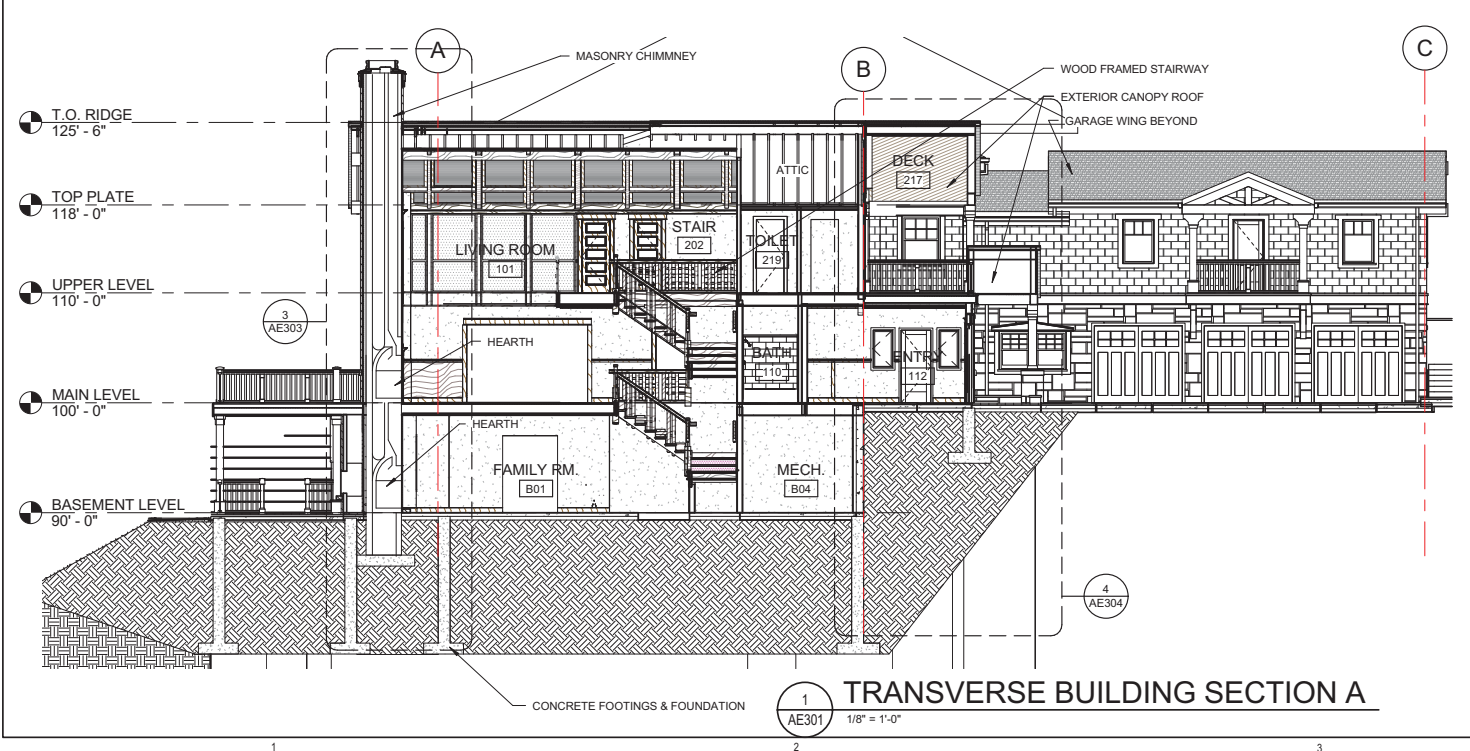 A
B
C
MASONRY CHIMMNEY
WOOD FRAMED STAIRWAY
EXTERIOR CANOPY ROOF
GARAGE WING BEYOND
T.O. RIDGE
125' - 6"
TOP PLATE
118' - 0"
UPPER LEVEL
110' - 0"
MAIN LEVEL
100' - 0"
BASEMENT LEVEL
90' - 0"
ATTIC
DECK
217
LIVING ROOM
101
STAIR
202
TOILET
219
3
AE303
HEARTH
BATH
110
ENTRY
112
HEARTH
FAMILY RM.
B01
MECH.
B04
4
AE304
CONCRETE FOOTINGS & FOUNDATION
1
AE301
TRANSVERSE BUILDING SECTION A
1/8" = 1'-0"
1
2
3